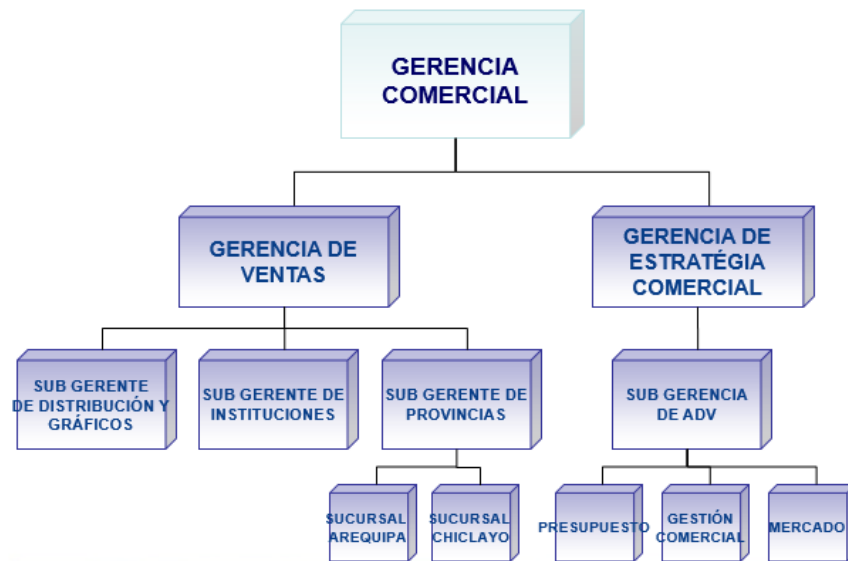 GERENCIA
COMERCIAL
GERENCIA DE
VENTAS
GERENCIA DE
ESTRATÉGIA
COMERCIAL
SUB GERENTE
DE DISTRIBUCIÓN Y
GRÁFICOS
SUB GERENTE DE
INSTITUCIONES
SUB GERENTE DE
PROVINCIAS
SUB GERENCIA
DE ADV
SUCURSAL
AREQUIPA
SUCURSAL
CHICLAYO
PRESUPUESTO
GESTIÓN
COMERCIAL
MERCADO